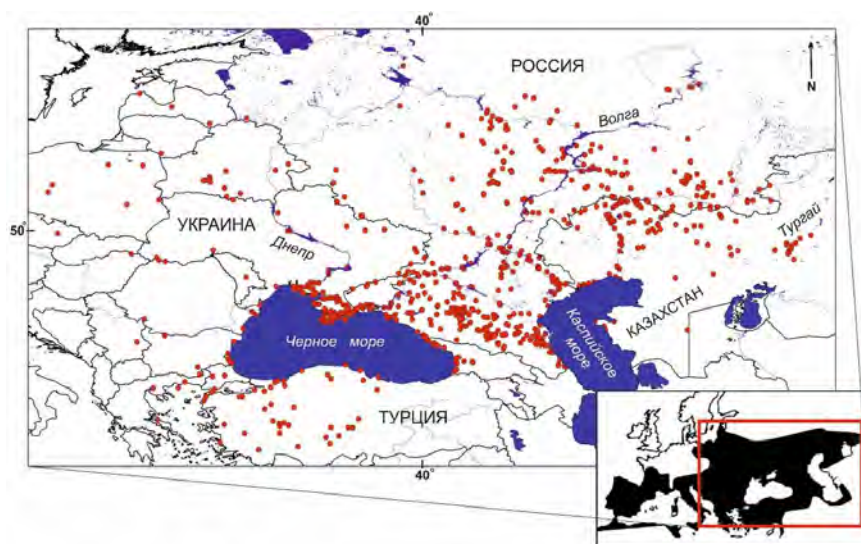 40°
РОССИЯ
N
Волга
УКРАИНА
50°
Днепр
Тургай
КАЗАХСТАН
Черное море
Каспийское
море
ТУРЦИЯ
40°